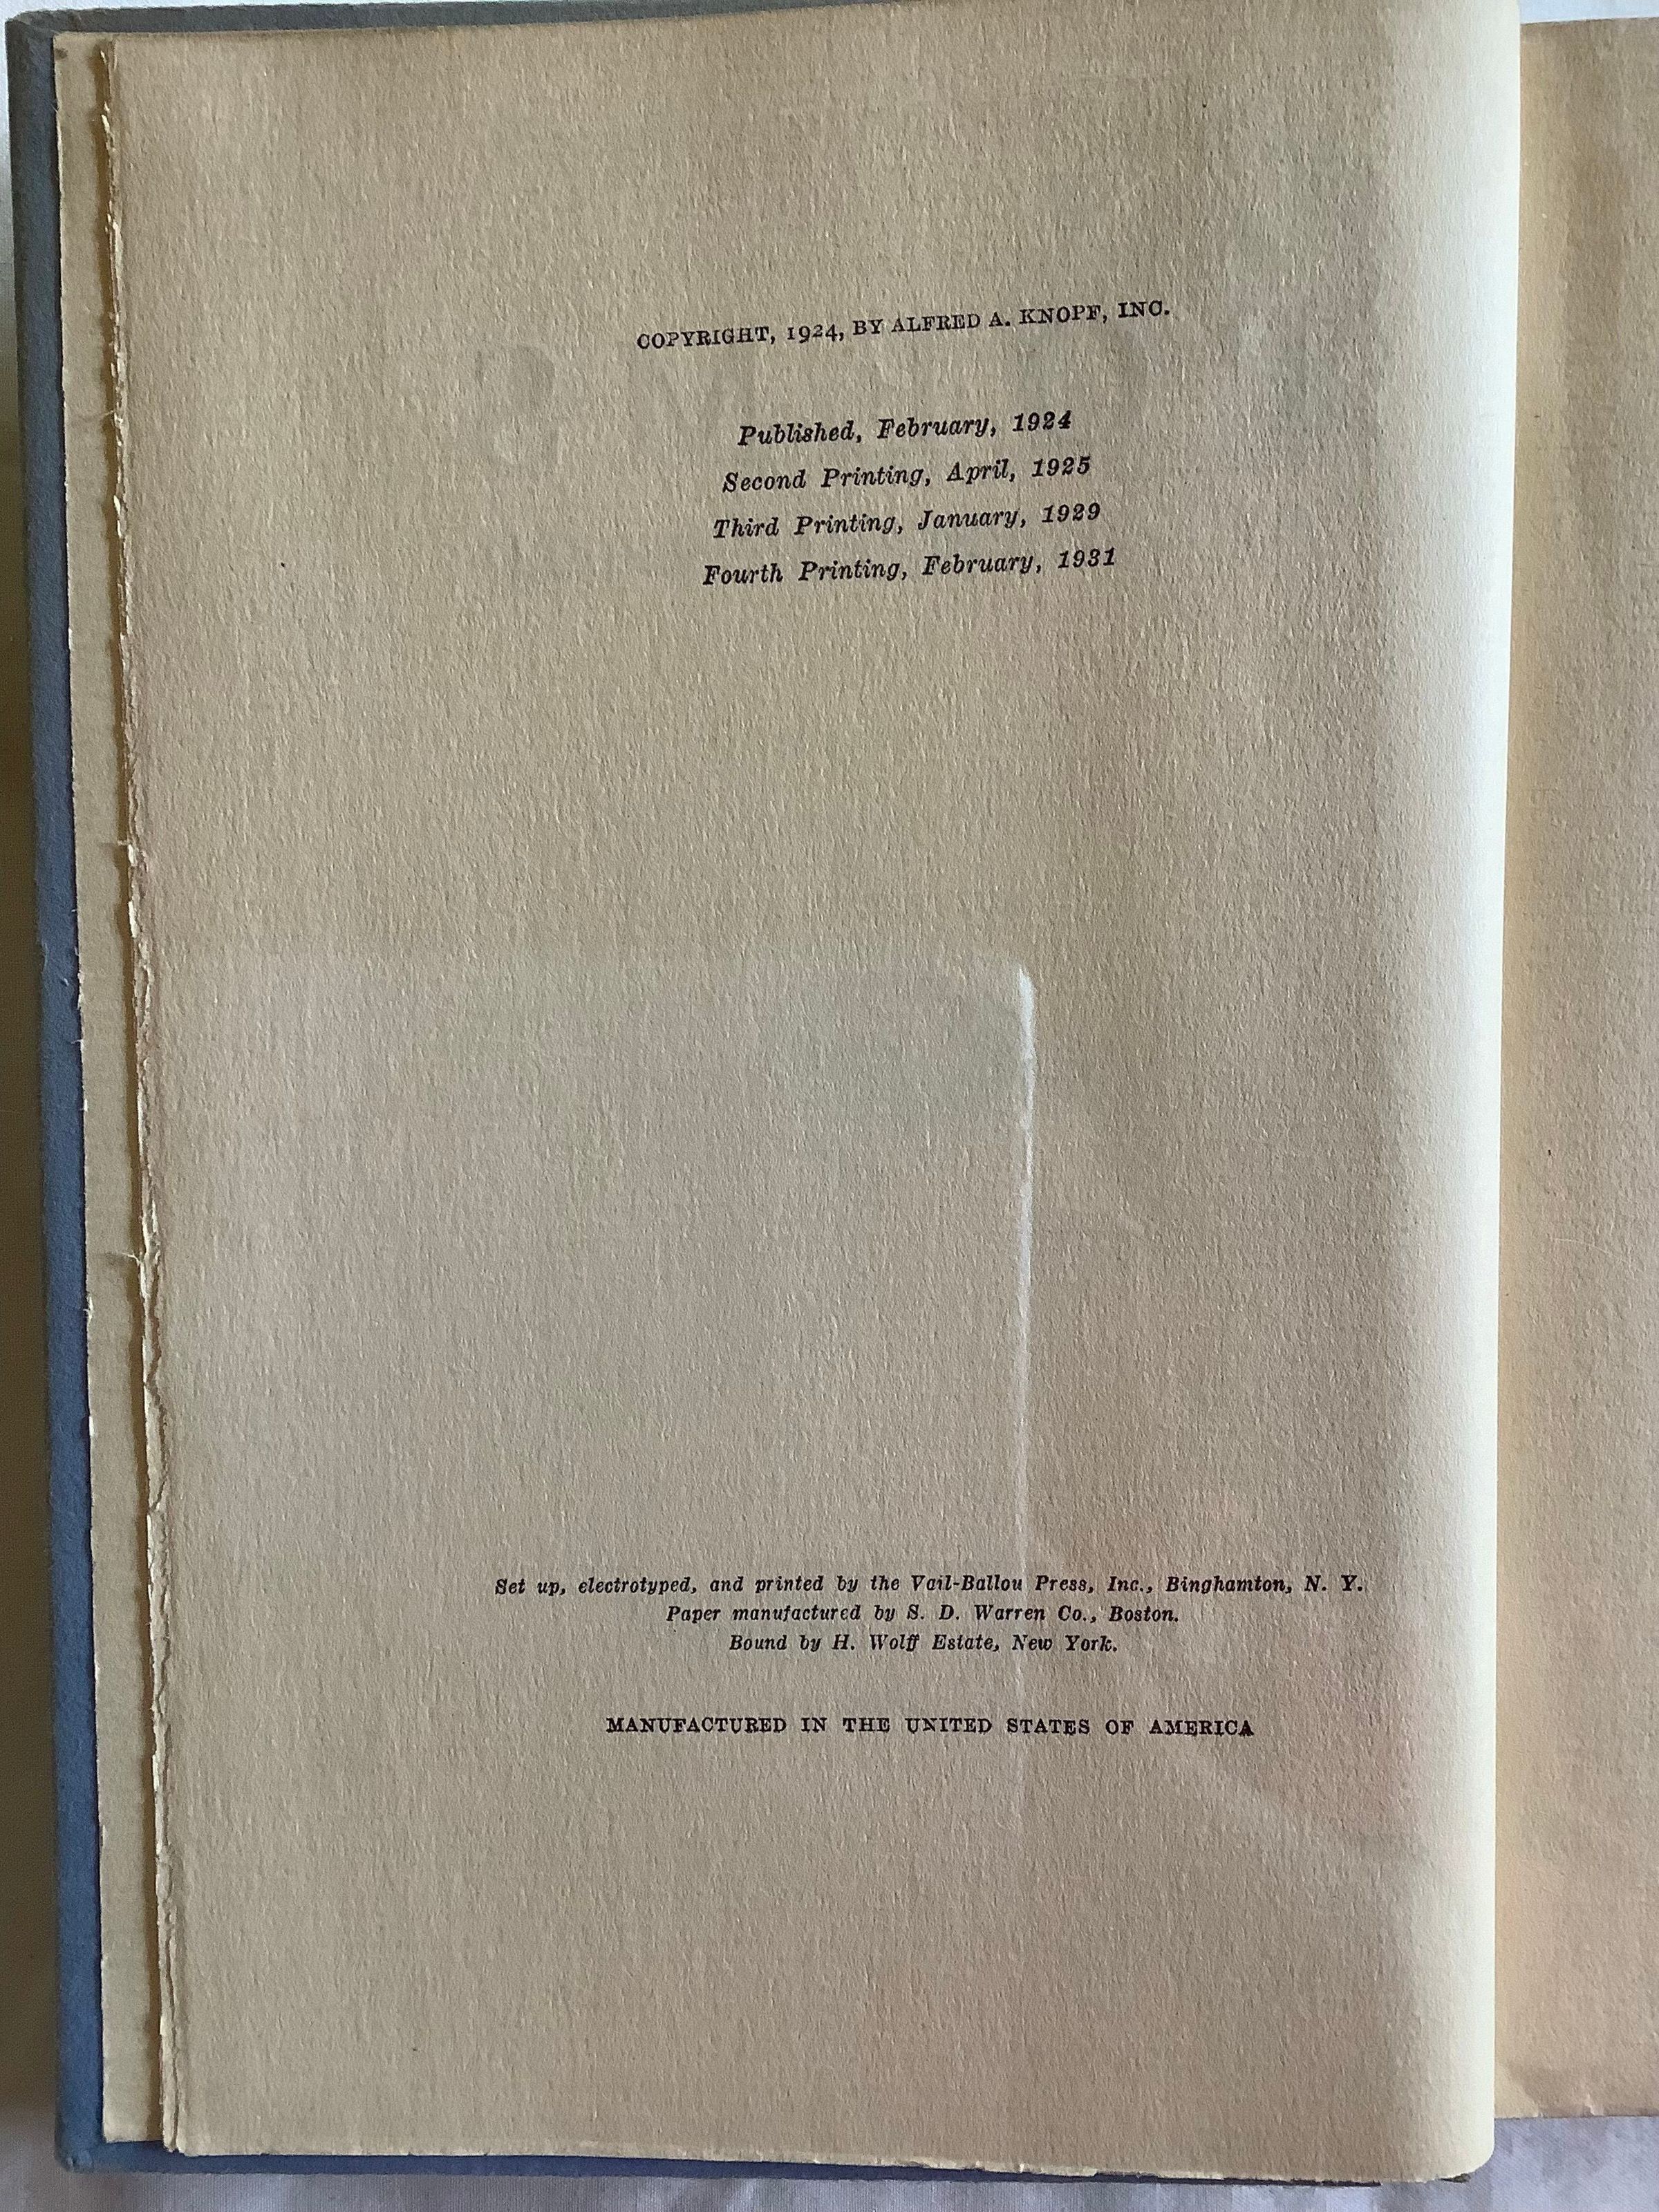 COPYRIGHT, 1924, BY ALFRED A. KNOPF, INC.
Published, February, 1924
Second Printing, April, 1925
Third Printing, January, 1929
Fourth Printing, February, 1931
Set up, electrotyped, and printed by the Vail-Ballou Press, Inc., Binghamton, N. Y.
Paper manufactured by S. D. Warren Co., Boston.
Bound by H. Wolff Estate, New York.
MANUFACTURED IN THE UNITED STATES OF AMERICA